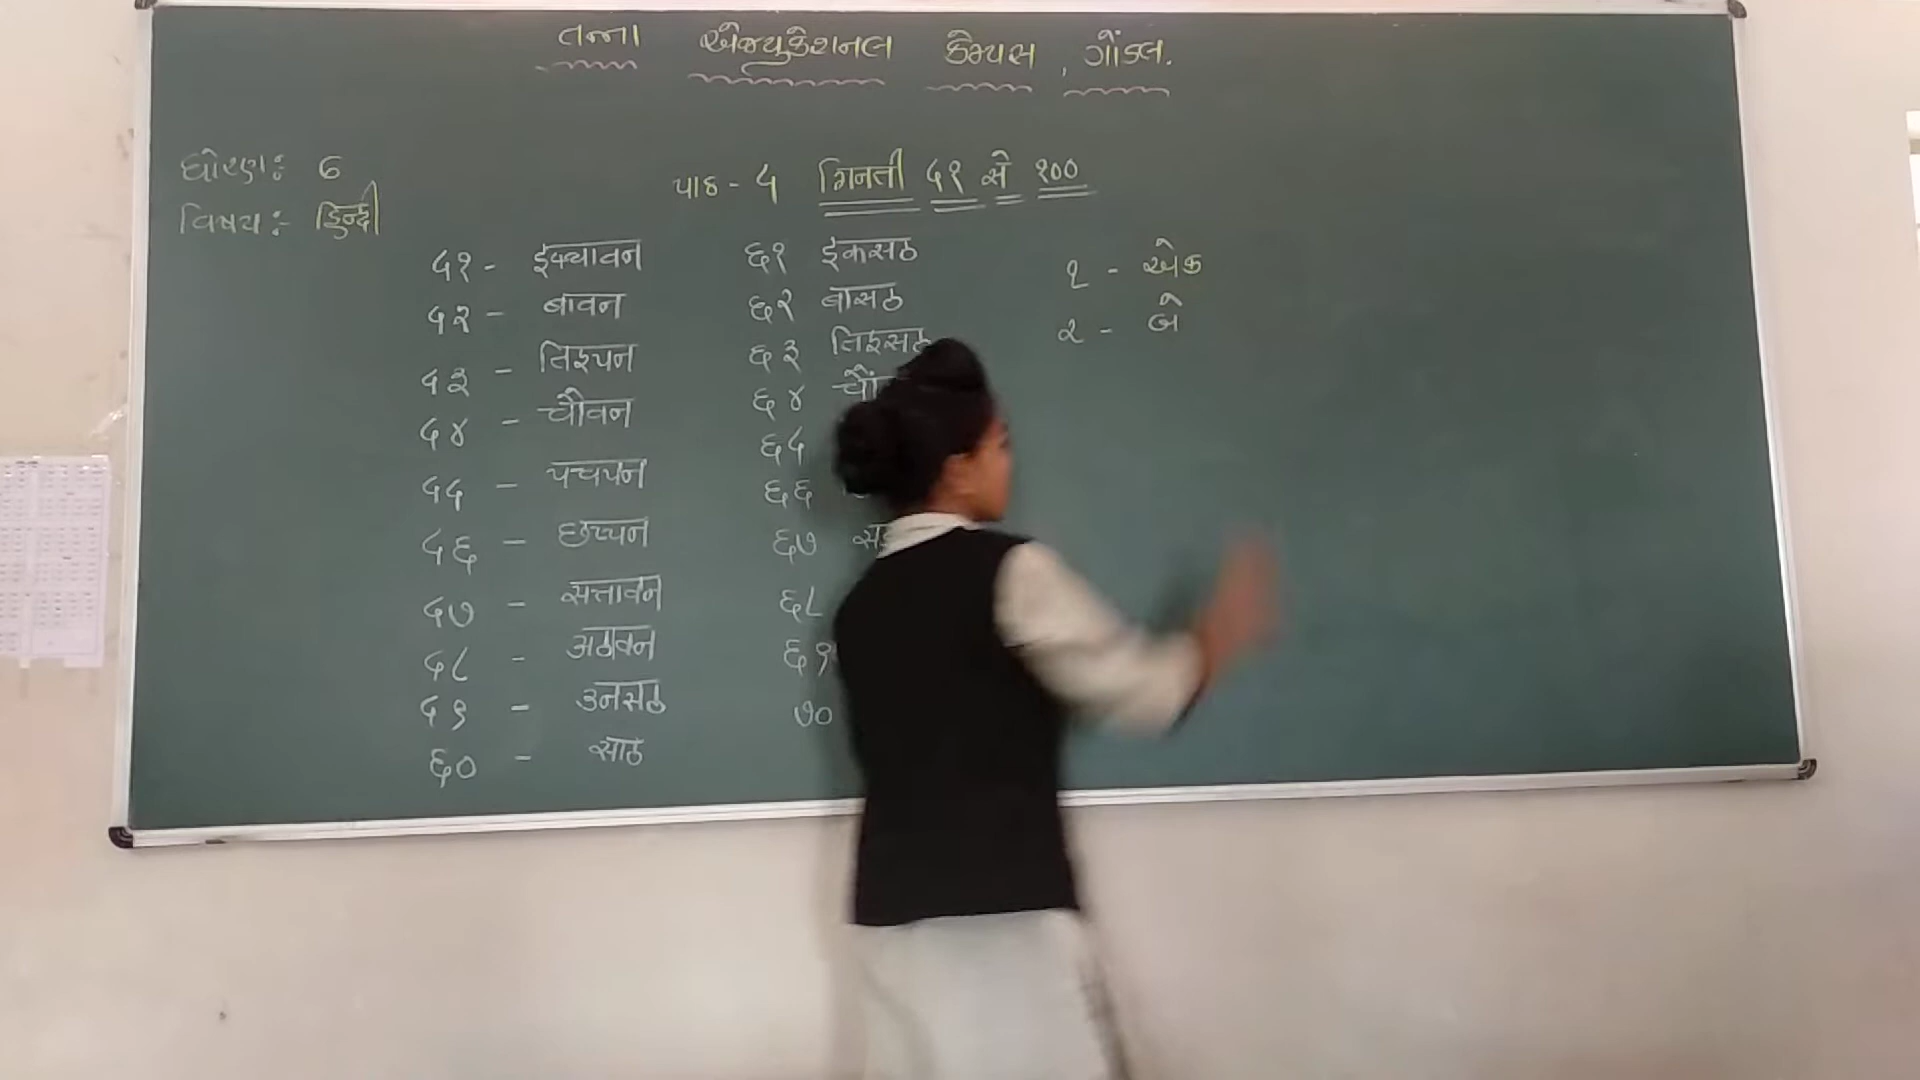 તન્ના એજ્યુકેશનલ કેમ્પસ, ગોંડલ.
ધોરણઃ 6
વિષયઃ- હિન્દી
पाठ - ५ गिनती ५१ से १००
५१ - इक्यावन
५२ - बावन
५३ - तिरपन
५४ - चौवन
५५ - पचपन
५६ - छप्पन
५७ - सत्तावन
५८ - अठावन
५९ - उनसठ
६० - साठ
६१ इकसठ
६२ बासठ
६३ तिरसठ
६४ चौं
६५
६६
६७ सड़
६८
६९
७०
१ - એક
૨ - બે